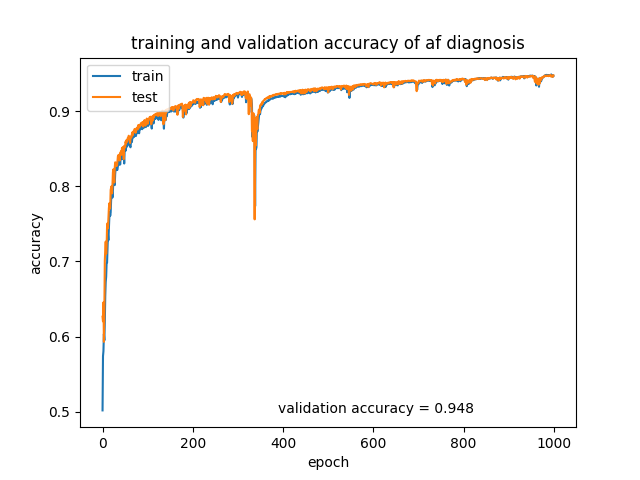 training and validation accuracy of af diagnosis
train
test
0.9
0.8
0.7
0.6
0.5
accuracy
validation accuracy = 0.948
0 200 400 600 800 1000
epoch